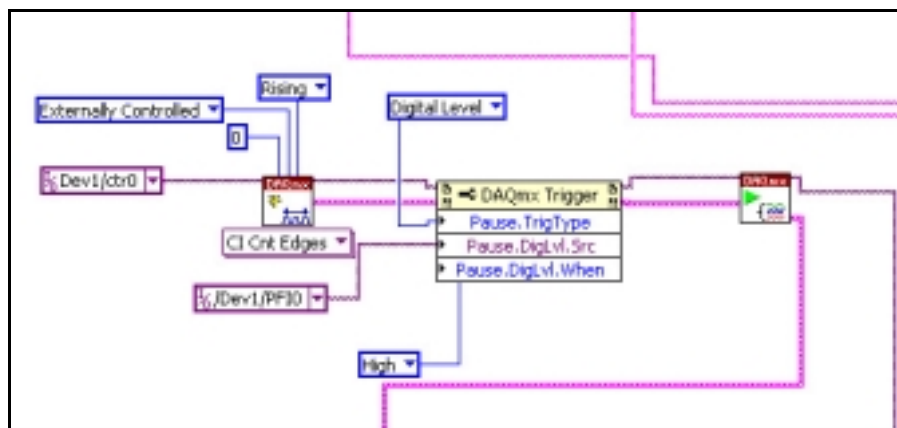 Rising
Externally Controlled
Digital Level
0
Dev1/ctr0
DAQmx
DAQmx Trigger
DAQmx
Pause.TrigType
CI Cnt Edges
Pause.DigLvl.Src
Pause.DigLvl.When
/Dev1/PFI0
High